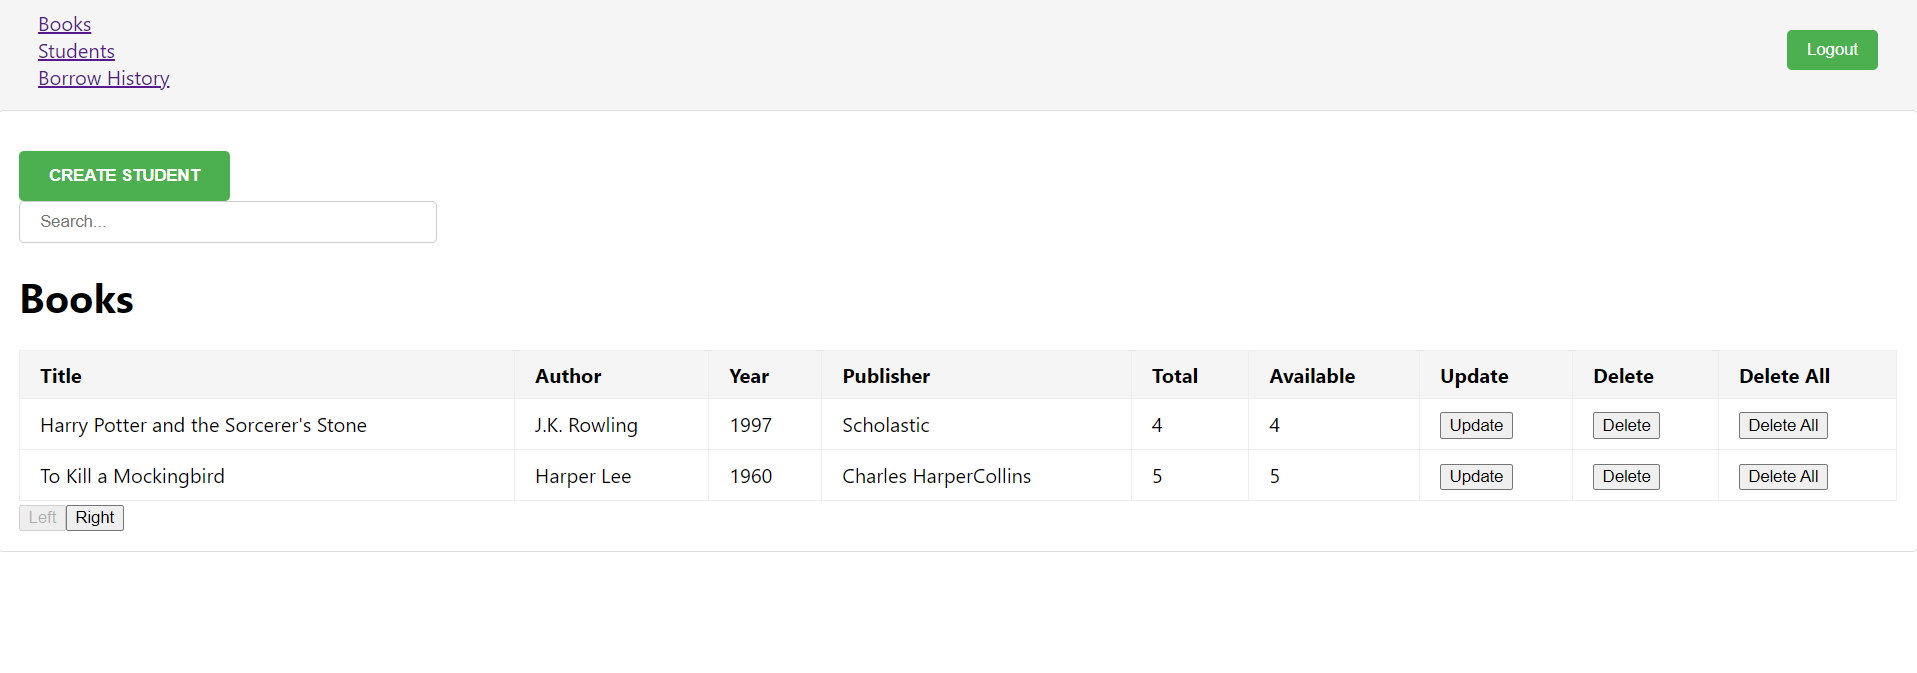 Books
Students
Borrow History
Logout
CREATE STUDENT
Search...
Books
Title Author Year Publisher Total Available Update Delete Delete All
Harry Potter and the Sorcerer's Stone J.K. Rowling 1997 Scholastic 4 4 Update Delete Delete All
To Kill a Mockingbird Harper Lee 1960 Charles HarperCollins 5 5 Update Delete Delete All
Left Right